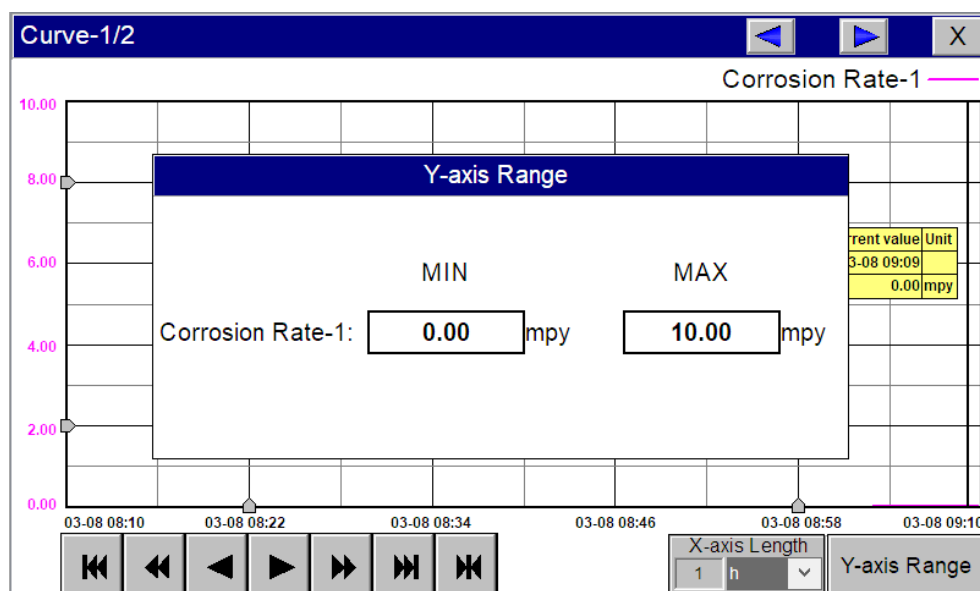 Curve-1/2 X
Corrosion Rate-1
10.00
8.00
6.00
4.00
2.00
0.00
Y-axis Range
MIN MAX
Corrosion Rate-1: 0.00 mpy 10.00 mpy
rrent value Unit
3-08 09:09
0.00 mpy
03-08 08:10 03-08 08:22 03-08 08:34 03-08 08:46 03-08 08:58 03-08 09:10
X-axis Length
1 h
Y-axis Range